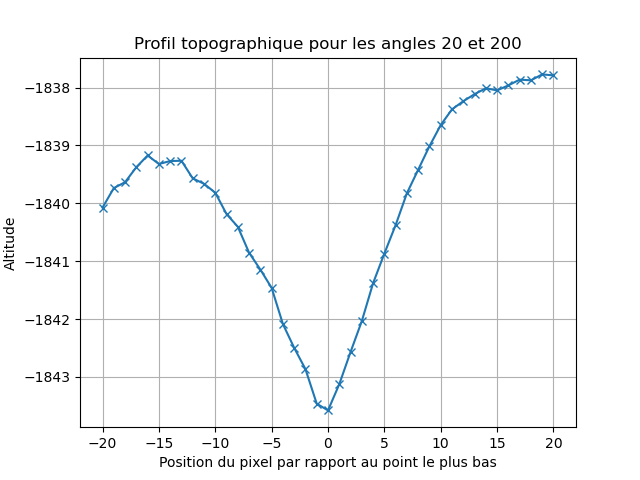 Profil topographique pour les angles 20 et 200
Altitude
−1838
−1839
−1840
−1841
−1842
−1843
−20 −15 −10 −5 0 5 10 15 20
Position du pixel par rapport au point le plus bas